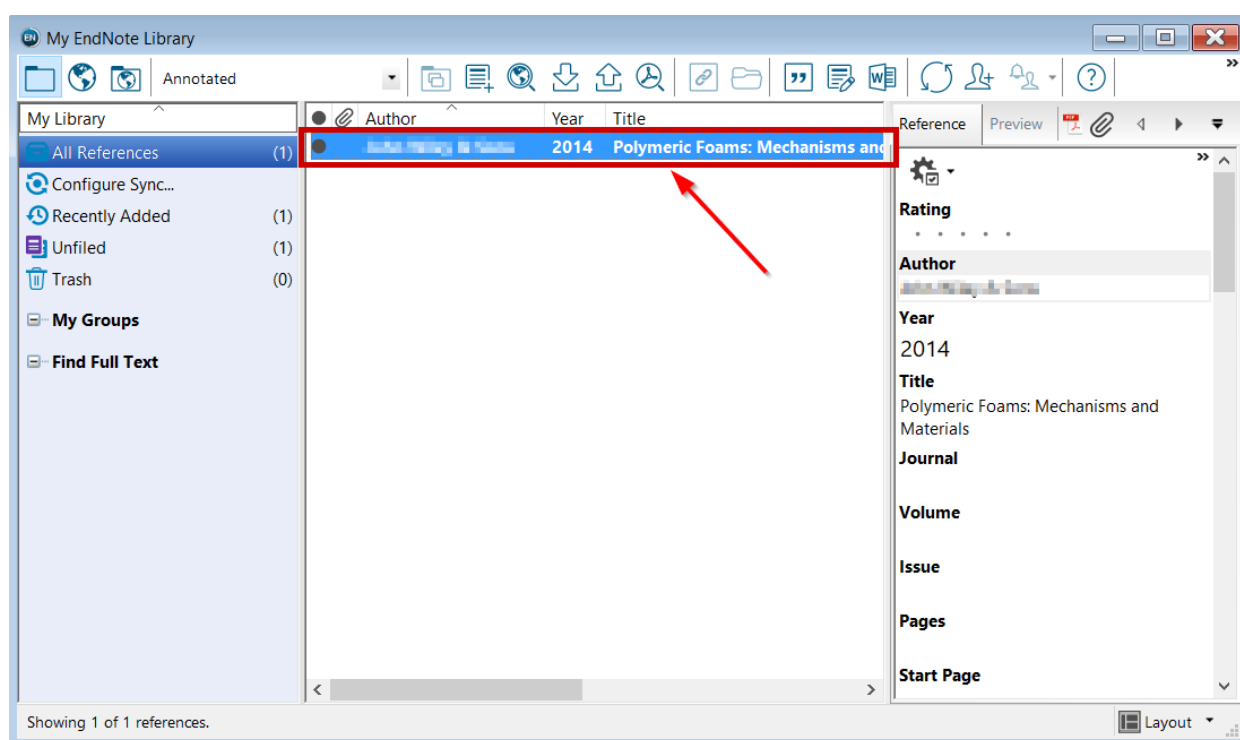 EN My EndNote Library
Annotated
W
?
»
My Library
Author Year Title
Reference Preview
All References (1)
2014 Polymeric Foams: Mechanisms and
Configure Sync...
»
Recently Added (1)
Rating
Unfiled (1)
Trash (0)
Author
My Groups
Year
2014
Find Full Text
Title
Polymeric Foams: Mechanisms and
Materials
Journal
Volume
Issue
Pages
Start Page
Showing 1 of 1 references.
Layout